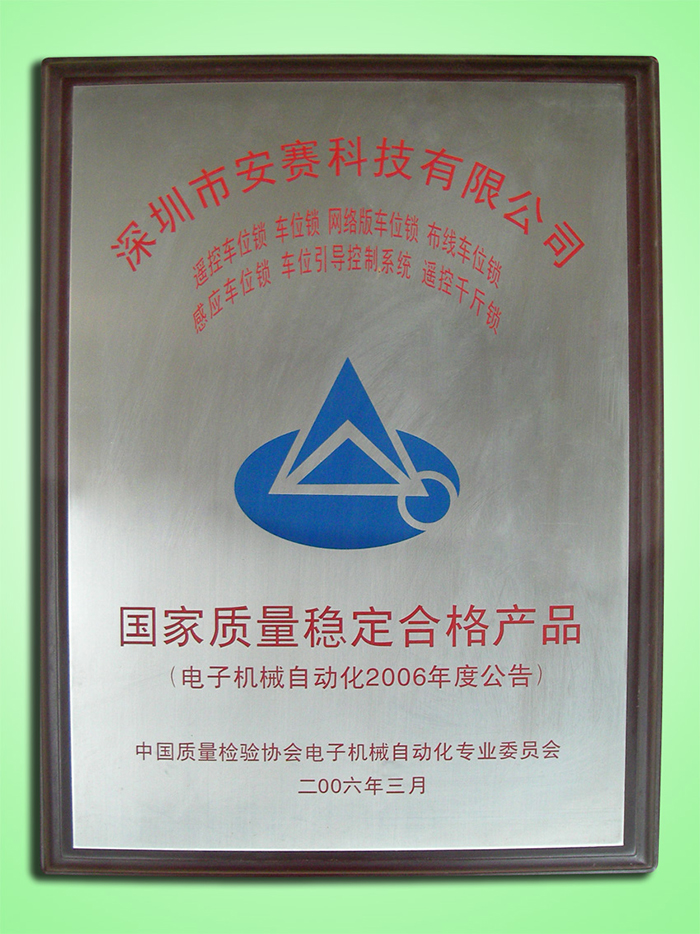 深圳市安赛科技有限公司
遥控车位锁 车位锁 网络版车位锁 布线车位锁
感应车位锁 车位引导控制系统 遥控千斤锁
国家质量稳定合格产品
（电子机械自动化2006年度公告）
中国质量检验协会电子机械自动化专业委员会
二00六年三月